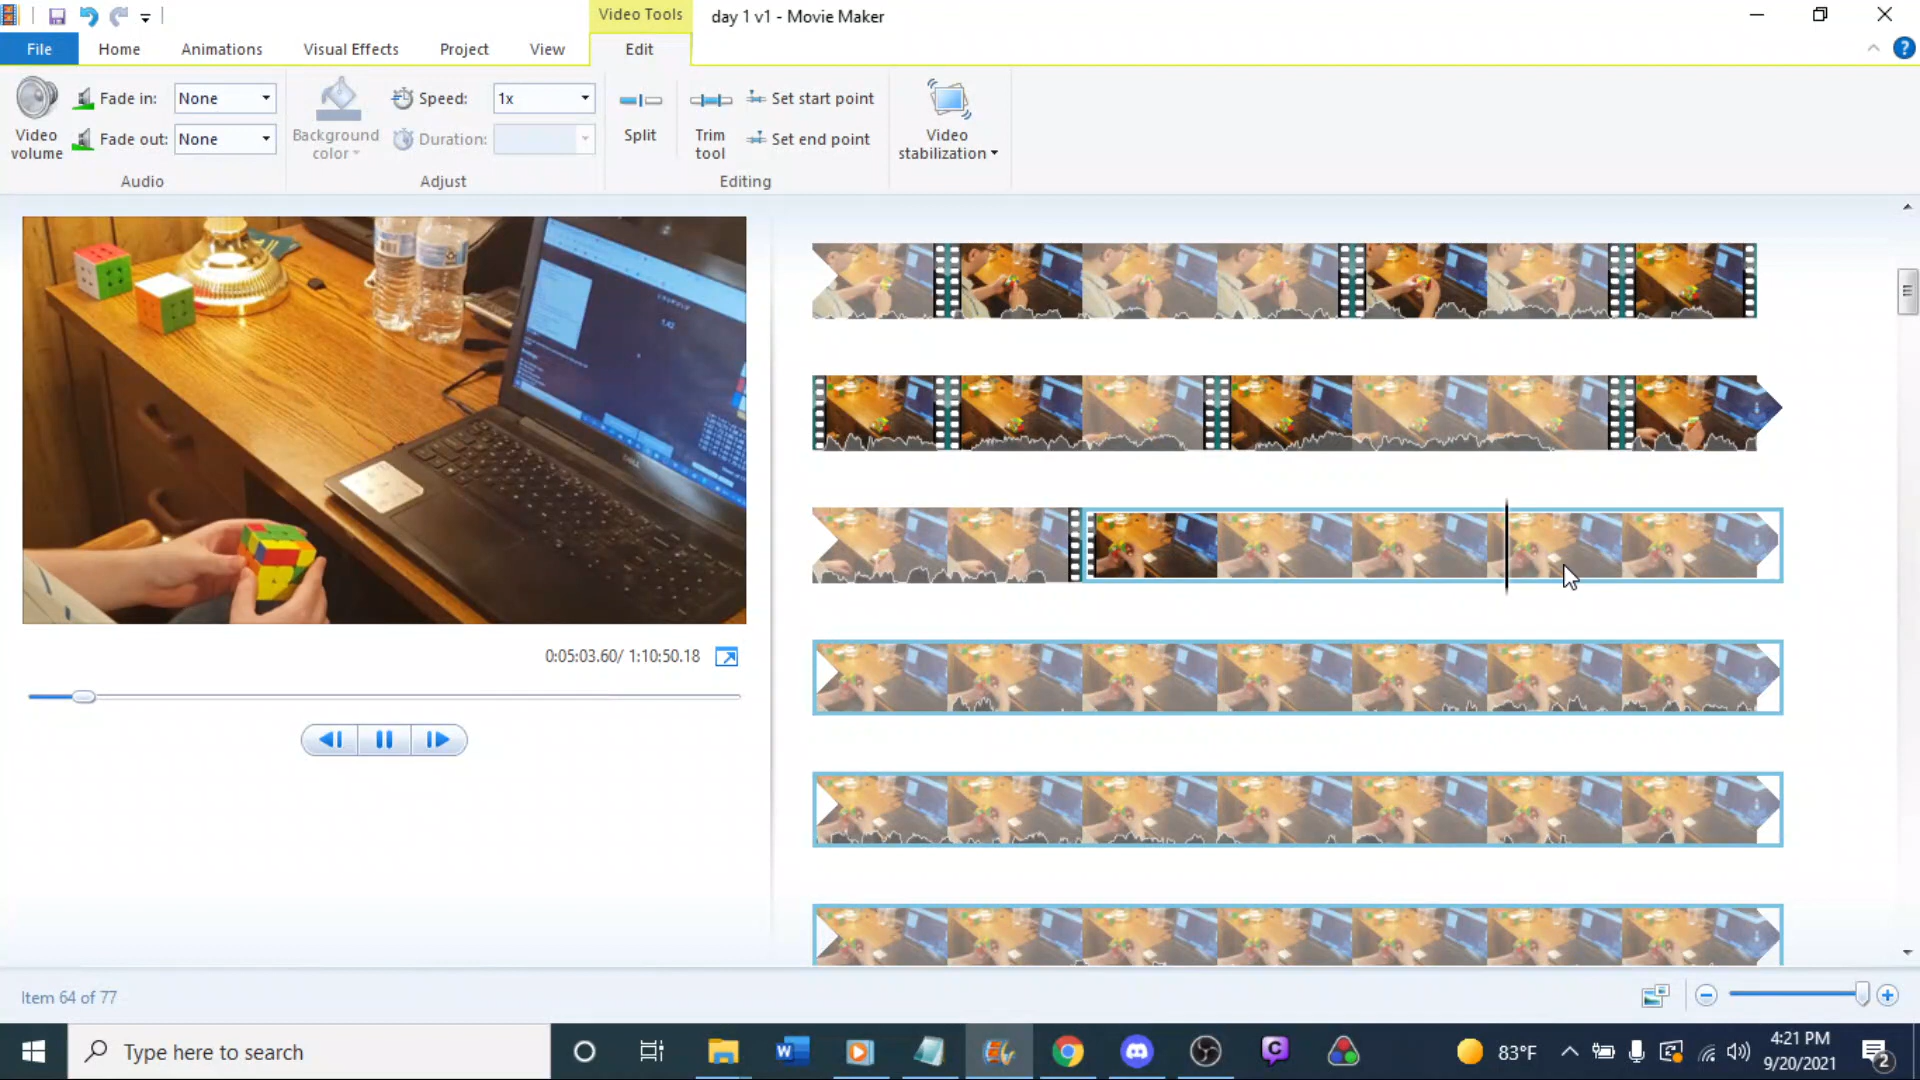 Video Tools
day 1 v1 - Movie Maker
File
Home
Animations
Visual Effects
Project
View
Edit
Video
volume
Fade in:
None
Fade out:
None
Audio
Background
color
Speed:
1x
Duration:
Adjust
Split
Trim
tool
Set start point
Set end point
Editing
Video
stabilization
DELL
0:05:03.60/ 1:10:50.18
Item 64 of 77
Type here to search
83°F
4:21 PM
9/20/2021
2